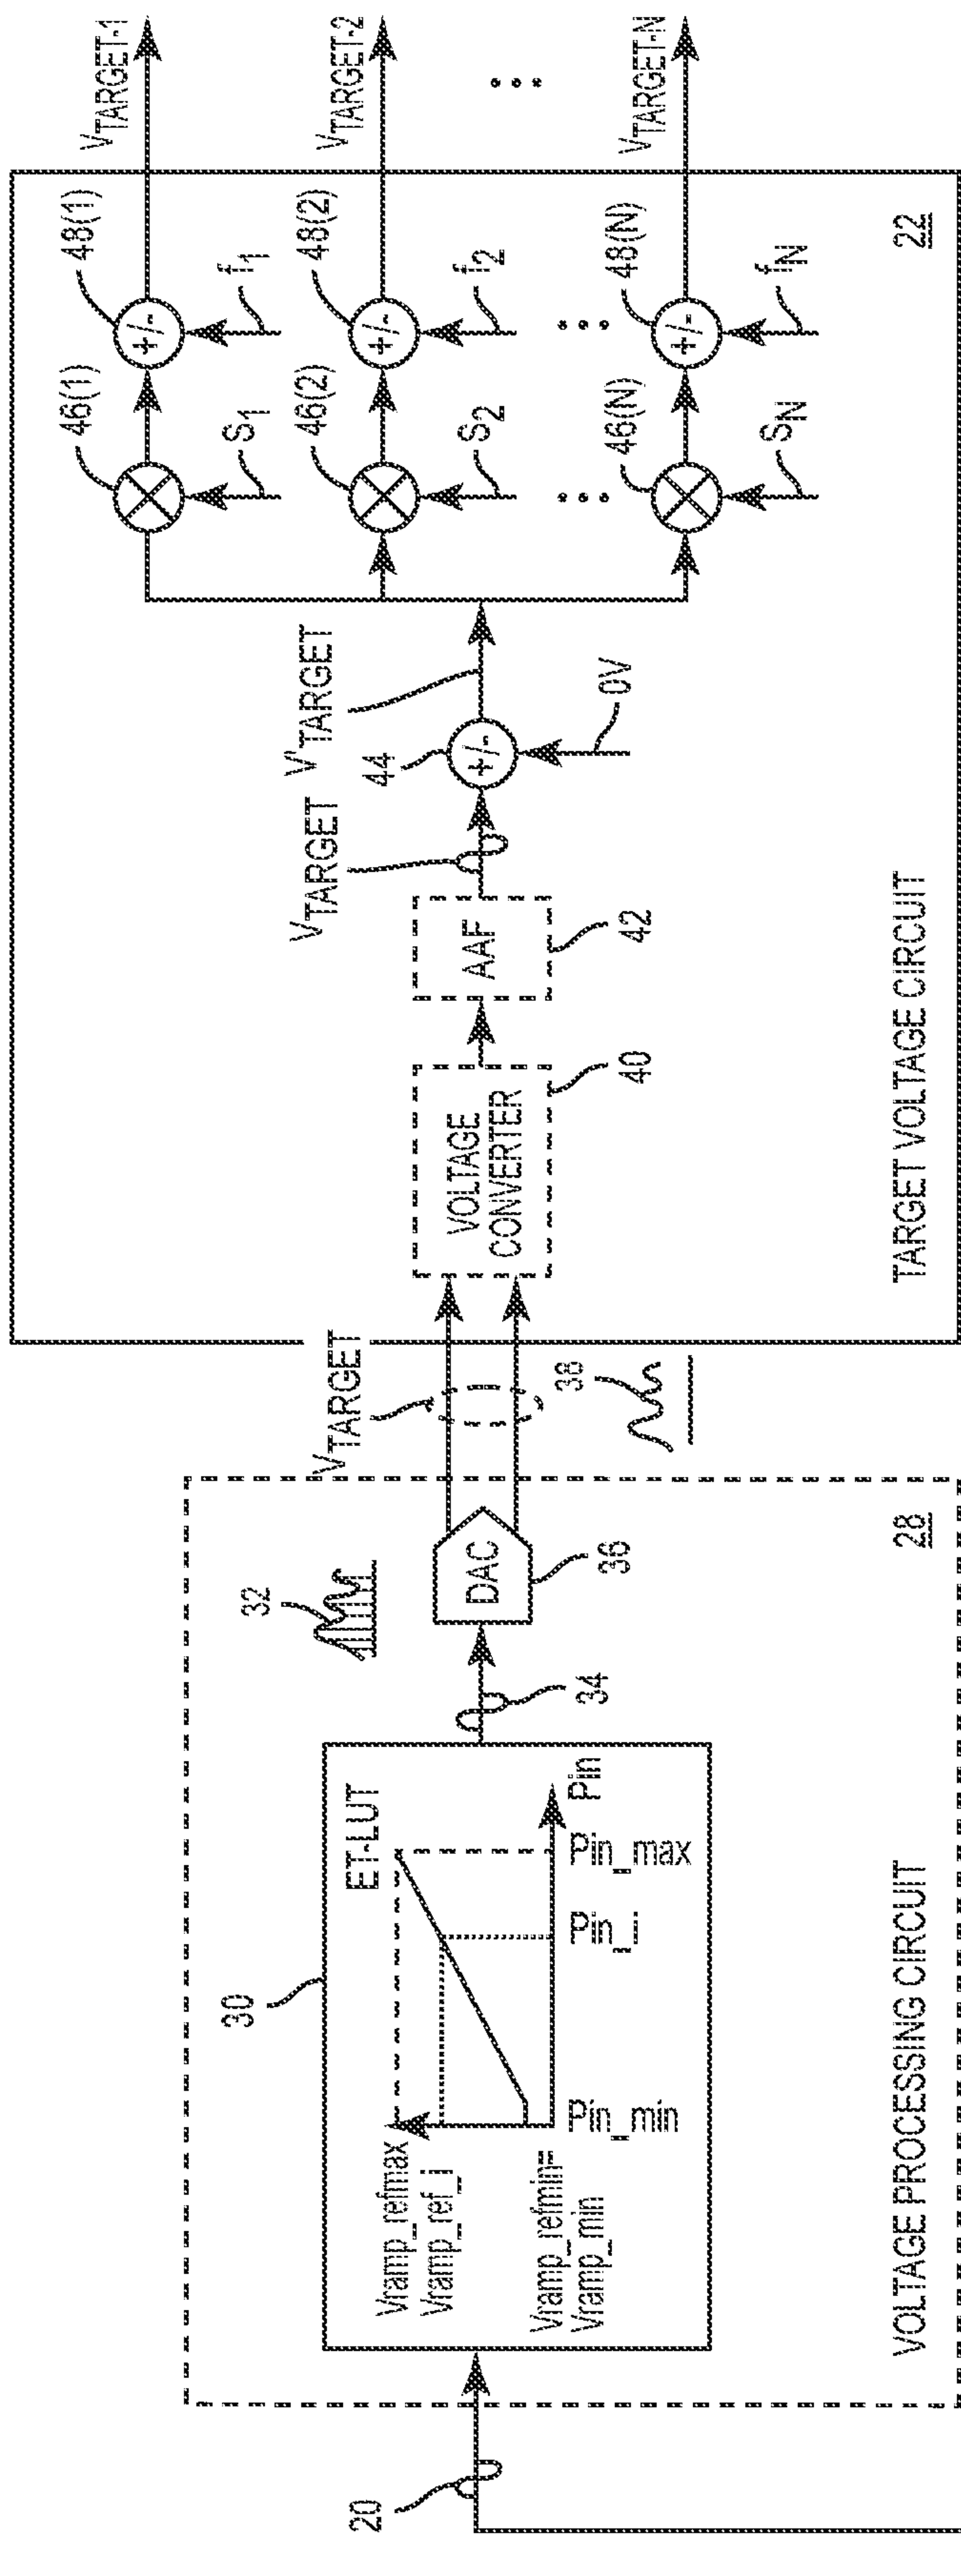 20
30
ET-LUT
Vramp_refmax
Vramp_ref_i
Vramp_refmin=
Vramp_min
Pin_min
Pin_i
Pin_max
Pin
32
34
DAC
36
VOLTAGE PROCESSING CIRCUIT
28
VTARGET
38
VOLTAGE
CONVERTER
40
AAF
42
VTARGET
44
+/-
0V
V'TARGET
46(1)
S1
48(1)
+/-
f1
VTARGET-1
46(2)
S2
48(2)
+/-
f2
VTARGET-2
46(N)
SN
48(N)
+/-
fN
VTARGET-N
TARGET VOLTAGE CIRCUIT
22